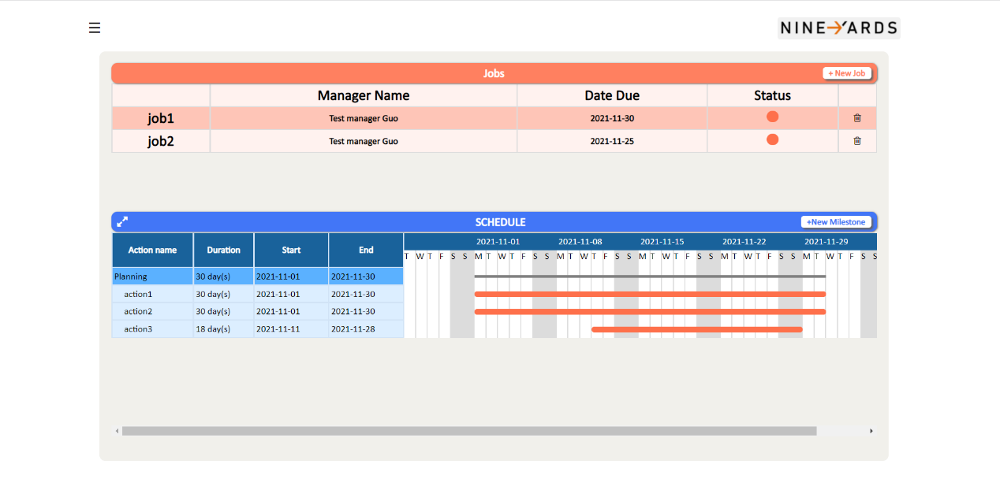 ☰
NINE→YARDS
Jobs + New Job
Manager Name Date Due Status
job1 Test manager Guo 2021-11-30
job2 Test manager Guo 2021-11-25
SCHEDULE +New Milestone
Action name Duration Start End 2021-11-01 2021-11-08 2021-11-15 2021-11-22 2021-11-29
T W T F S S M T W T F S S M T W T F S S M T W T F S S M T W T F S S M T W T F S S
Planning 30 day(s) 2021-11-01 2021-11-30
action1 30 day(s) 2021-11-01 2021-11-30
action2 30 day(s) 2021-11-01 2021-11-30
action3 18 day(s) 2021-11-11 2021-11-28